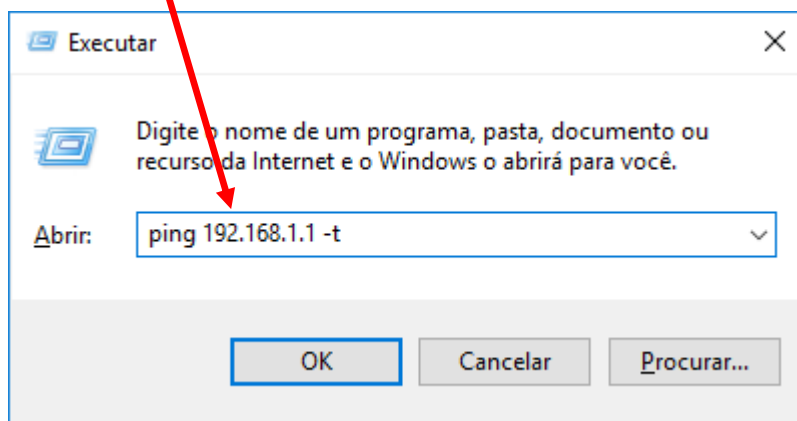 Executar
Digite o nome de um programa, pasta, documento ou
recurso da Internet e o Windows o abrirá para você.
Abrir: ping 192.168.1.1 -t
OK Cancelar Procurar...